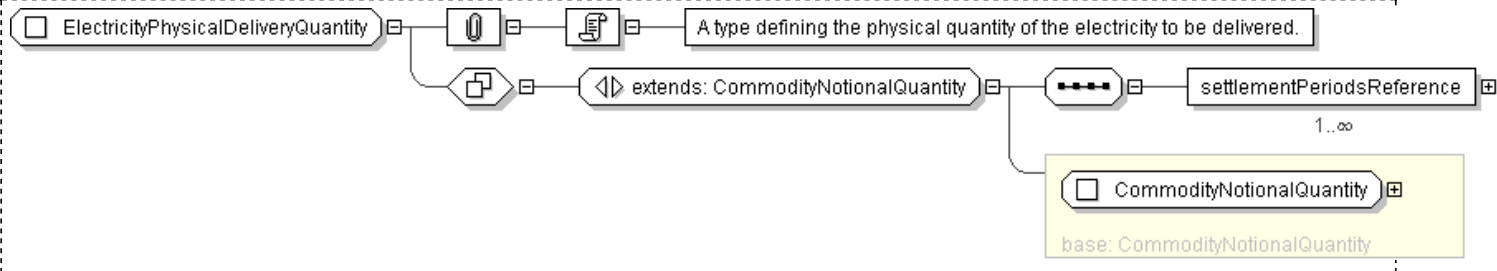 ElectricityPhysicalDeliveryQuantity
A type defining the physical quantity of the electricity to be delivered.
extends: CommodityNotionalQuantity
settlementPeriodsReference
1..∞
CommodityNotionalQuantity
base: CommodityNotionalQuantity